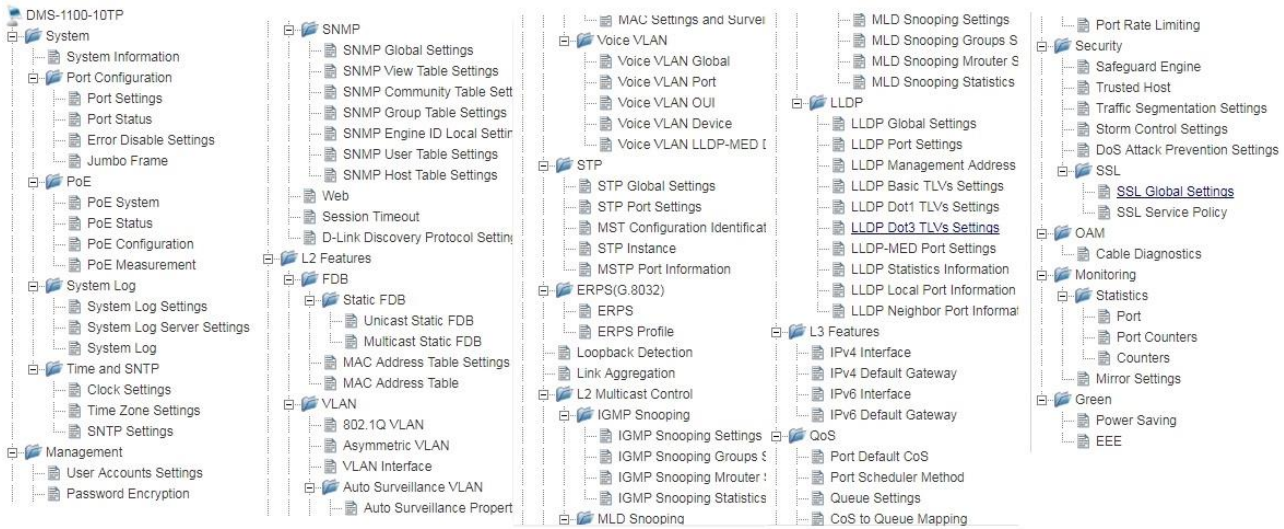 DMS-1100-10TP
System
System Information
Port Configuration
Port Settings
Port Status
Error Disable Settings
Jumbo Frame
PoE
PoE System
PoE Status
PoE Configuration
PoE Measurement
System Log
System Log Settings
System Log Server Settings
System Log
Time and SNTP
Clock Settings
Time Zone Settings
SNTP Settings
Management
User Accounts Settings
Password Encryption
SNMP
SNMP Global Settings
SNMP View Table Settings
SNMP Community Table Sett
SNMP Group Table Settings
SNMP Engine ID Local Settin
SNMP User Table Settings
SNMP Host Table Settings
Web
Session Timeout
D-Link Discovery Protocol Setting
L2 Features
FDB
Static FDB
Unicast Static FDB
Multicast Static FDB
MAC Address Table Settings
MAC Address Table
VLAN
802.1Q VLAN
Asymmetric VLAN
VLAN Interface
Auto Surveillance VLAN
Auto Surveillance Propert
MAC Settings and Survei
Voice VLAN
Voice VLAN Global
Voice VLAN Port
Voice VLAN OUI
Voice VLAN Device
Voice VLAN LLDP-MED
STP
STP Global Settings
STP Port Settings
MST Configuration Identificat
STP Instance
MSTP Port Information
ERPS(G.8032)
ERPS
ERPS Profile
Loopback Detection
Link Aggregation
L2 Multicast Control
IGMP Snooping
IGMP Snooping Settings
IGMP Snooping Groups S
IGMP Snooping Mrouter
IGMP Snooping Statistics
MLD Snooping
MLD Snooping Settings
MLD Snooping Groups S
MLD Snooping Mrouter S
MLD Snooping Statistics
LLDP
LLDP Global Settings
LLDP Port Settings
LLDP Management Address
LLDP Basic TLVs Settings
LLDP Dot1 TLVs Settings
LLDP Dot3 TLVs Settings
LLDP-MED Port Settings
LLDP Statistics Information
LLDP Local Port Information
LLDP Neighbor Port Informat
L3 Features
IPv4 Interface
IPv4 Default Gateway
IPv6 Interface
IPv6 Default Gateway
QoS
Port Default CoS
Port Scheduler Method
Queue Settings
CoS to Queue Mapping
Port Rate Limiting
Security
Safeguard Engine
Trusted Host
Traffic Segmentation Settings
Storm Control Settings
DoS Attack Prevention Settings
SSL
SSL Global Settings
SSL Service Policy
OAM
Cable Diagnostics
Monitoring
Statistics
Port
Port Counters
Counters
Mirror Settings
Green
Power Saving
EEE